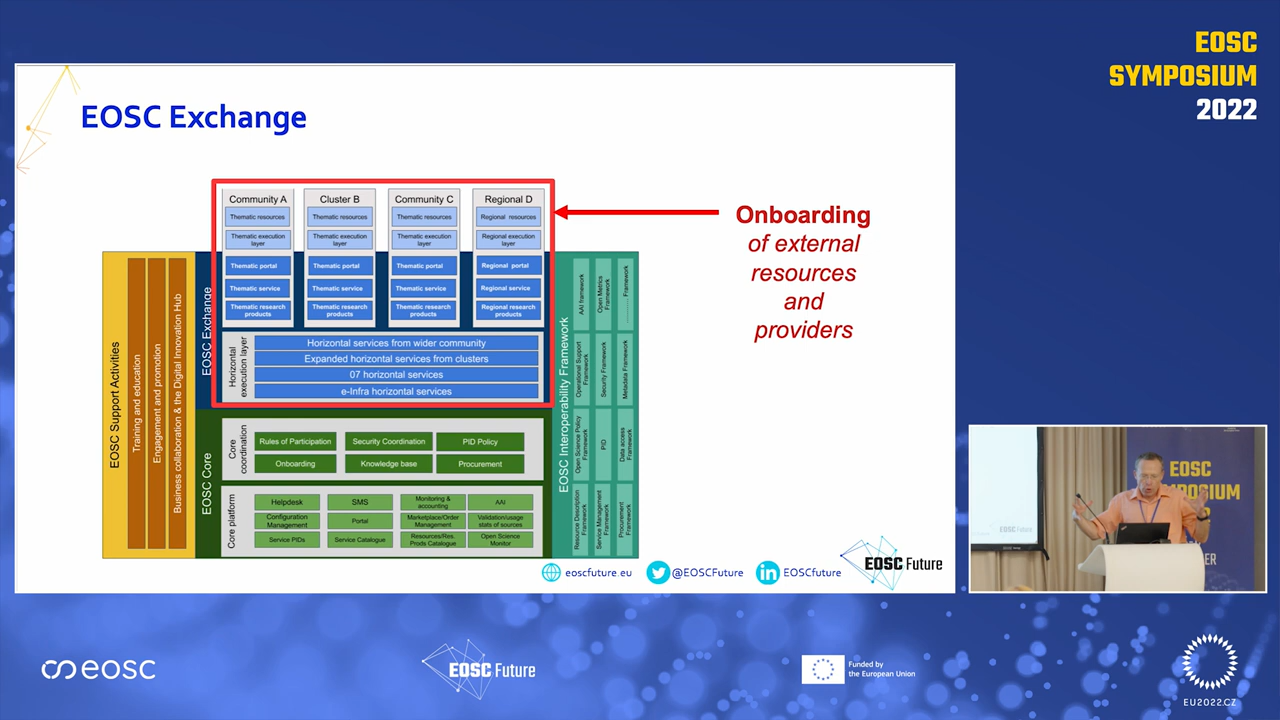 EOSC
SYMPOSIUM
2022
EOSC Exchange
Community A
Thematic resources
Thematic execution
layer
Thematic portal
Thematic service
Thematic research
products
Cluster B
Thematic resources
Thematic execution
layer
Thematic portal
Thematic service
Thematic research
products
Community C
Thematic resources
Thematic execution
layer
Thematic portal
Thematic service
Thematic research
products
Regional D
Regional resources
Regional execution
layer
Regional portal
Regional service
Regional research
products
Onboarding
of external
resources
and
providers
EOSC Support Activities
Training and education
Engagement and promotion
Business collaboration & the Digital Innovation Hub
EOSC Exchange
Horizontal
execution layer
Horizontal services from wider community
Expanded horizontal services from clusters
07 horizontal services
e-Infra horizontal services
EOSC Core
Core
coordination
Rules of Participation
Security Coordination
PID Policy
Onboarding
Knowledge base
Procurement
Core platform
Helpdesk
SMS
Monitoring &
accounting
AAI
Configuration
Management
Portal
Marketplace/Order
Management
Validation/usage
stats of sources
Service PIDs
Service Catalogue
Resources/Res.
Prods Catalogue
Open Science
Monitor
EOSC Interoperability Framework
AAI framework
Open Metrics
Framework
.......... Framework
Operational Support
Framework
Security Framework
Metadata Framework
Open Science Policy
Framework
PID
Data access
Framework
Resource Description
Framework
Service Management
Framework
Procurement
Framework
eoscfuture.eu
@EOSCFuture
EOSCfuture
EOSC Future
EOSC
EOSC Future
eosc
EOSC Future
Funded by
the European Union
EU2022.CZ